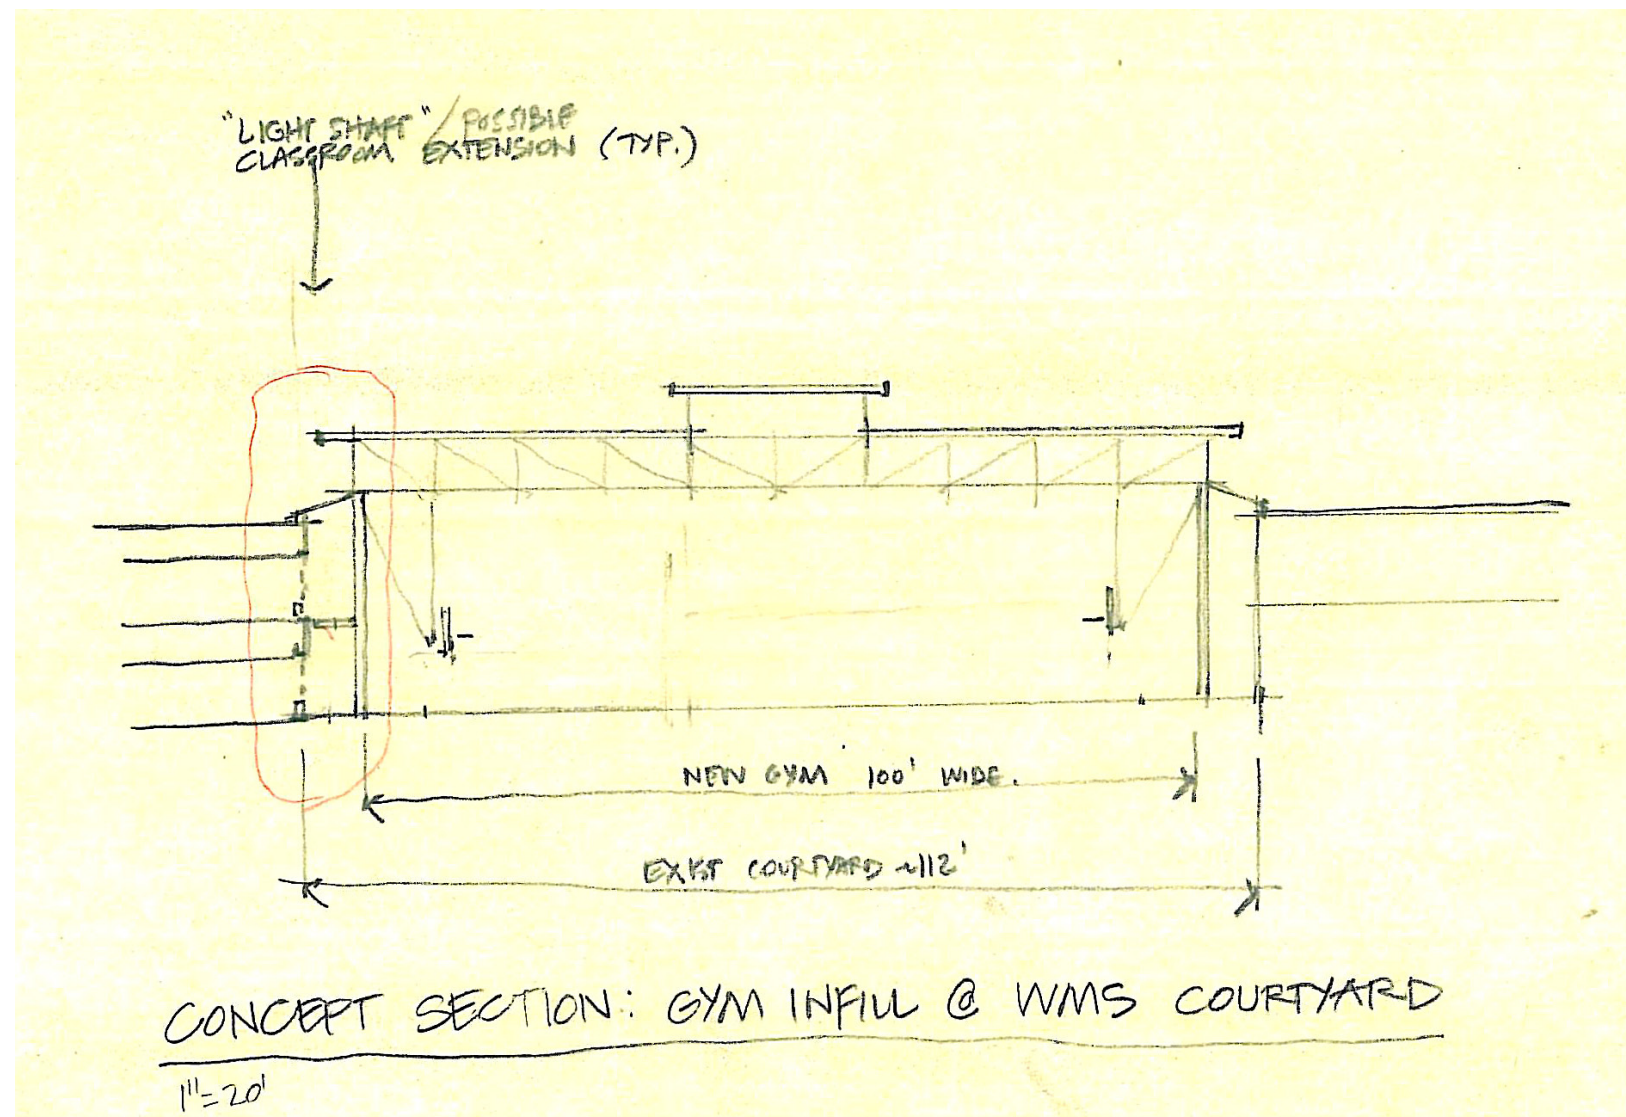 "LIGHT SHAFT" / POSSIBLE
CLASSROOM EXTENSION (TYP.)
NEW GYM 100' WIDE.
EXIST COURTYARD ~112'
CONCEPT SECTION: GYM INFILL @ WMS COURTYARD
1"=20'